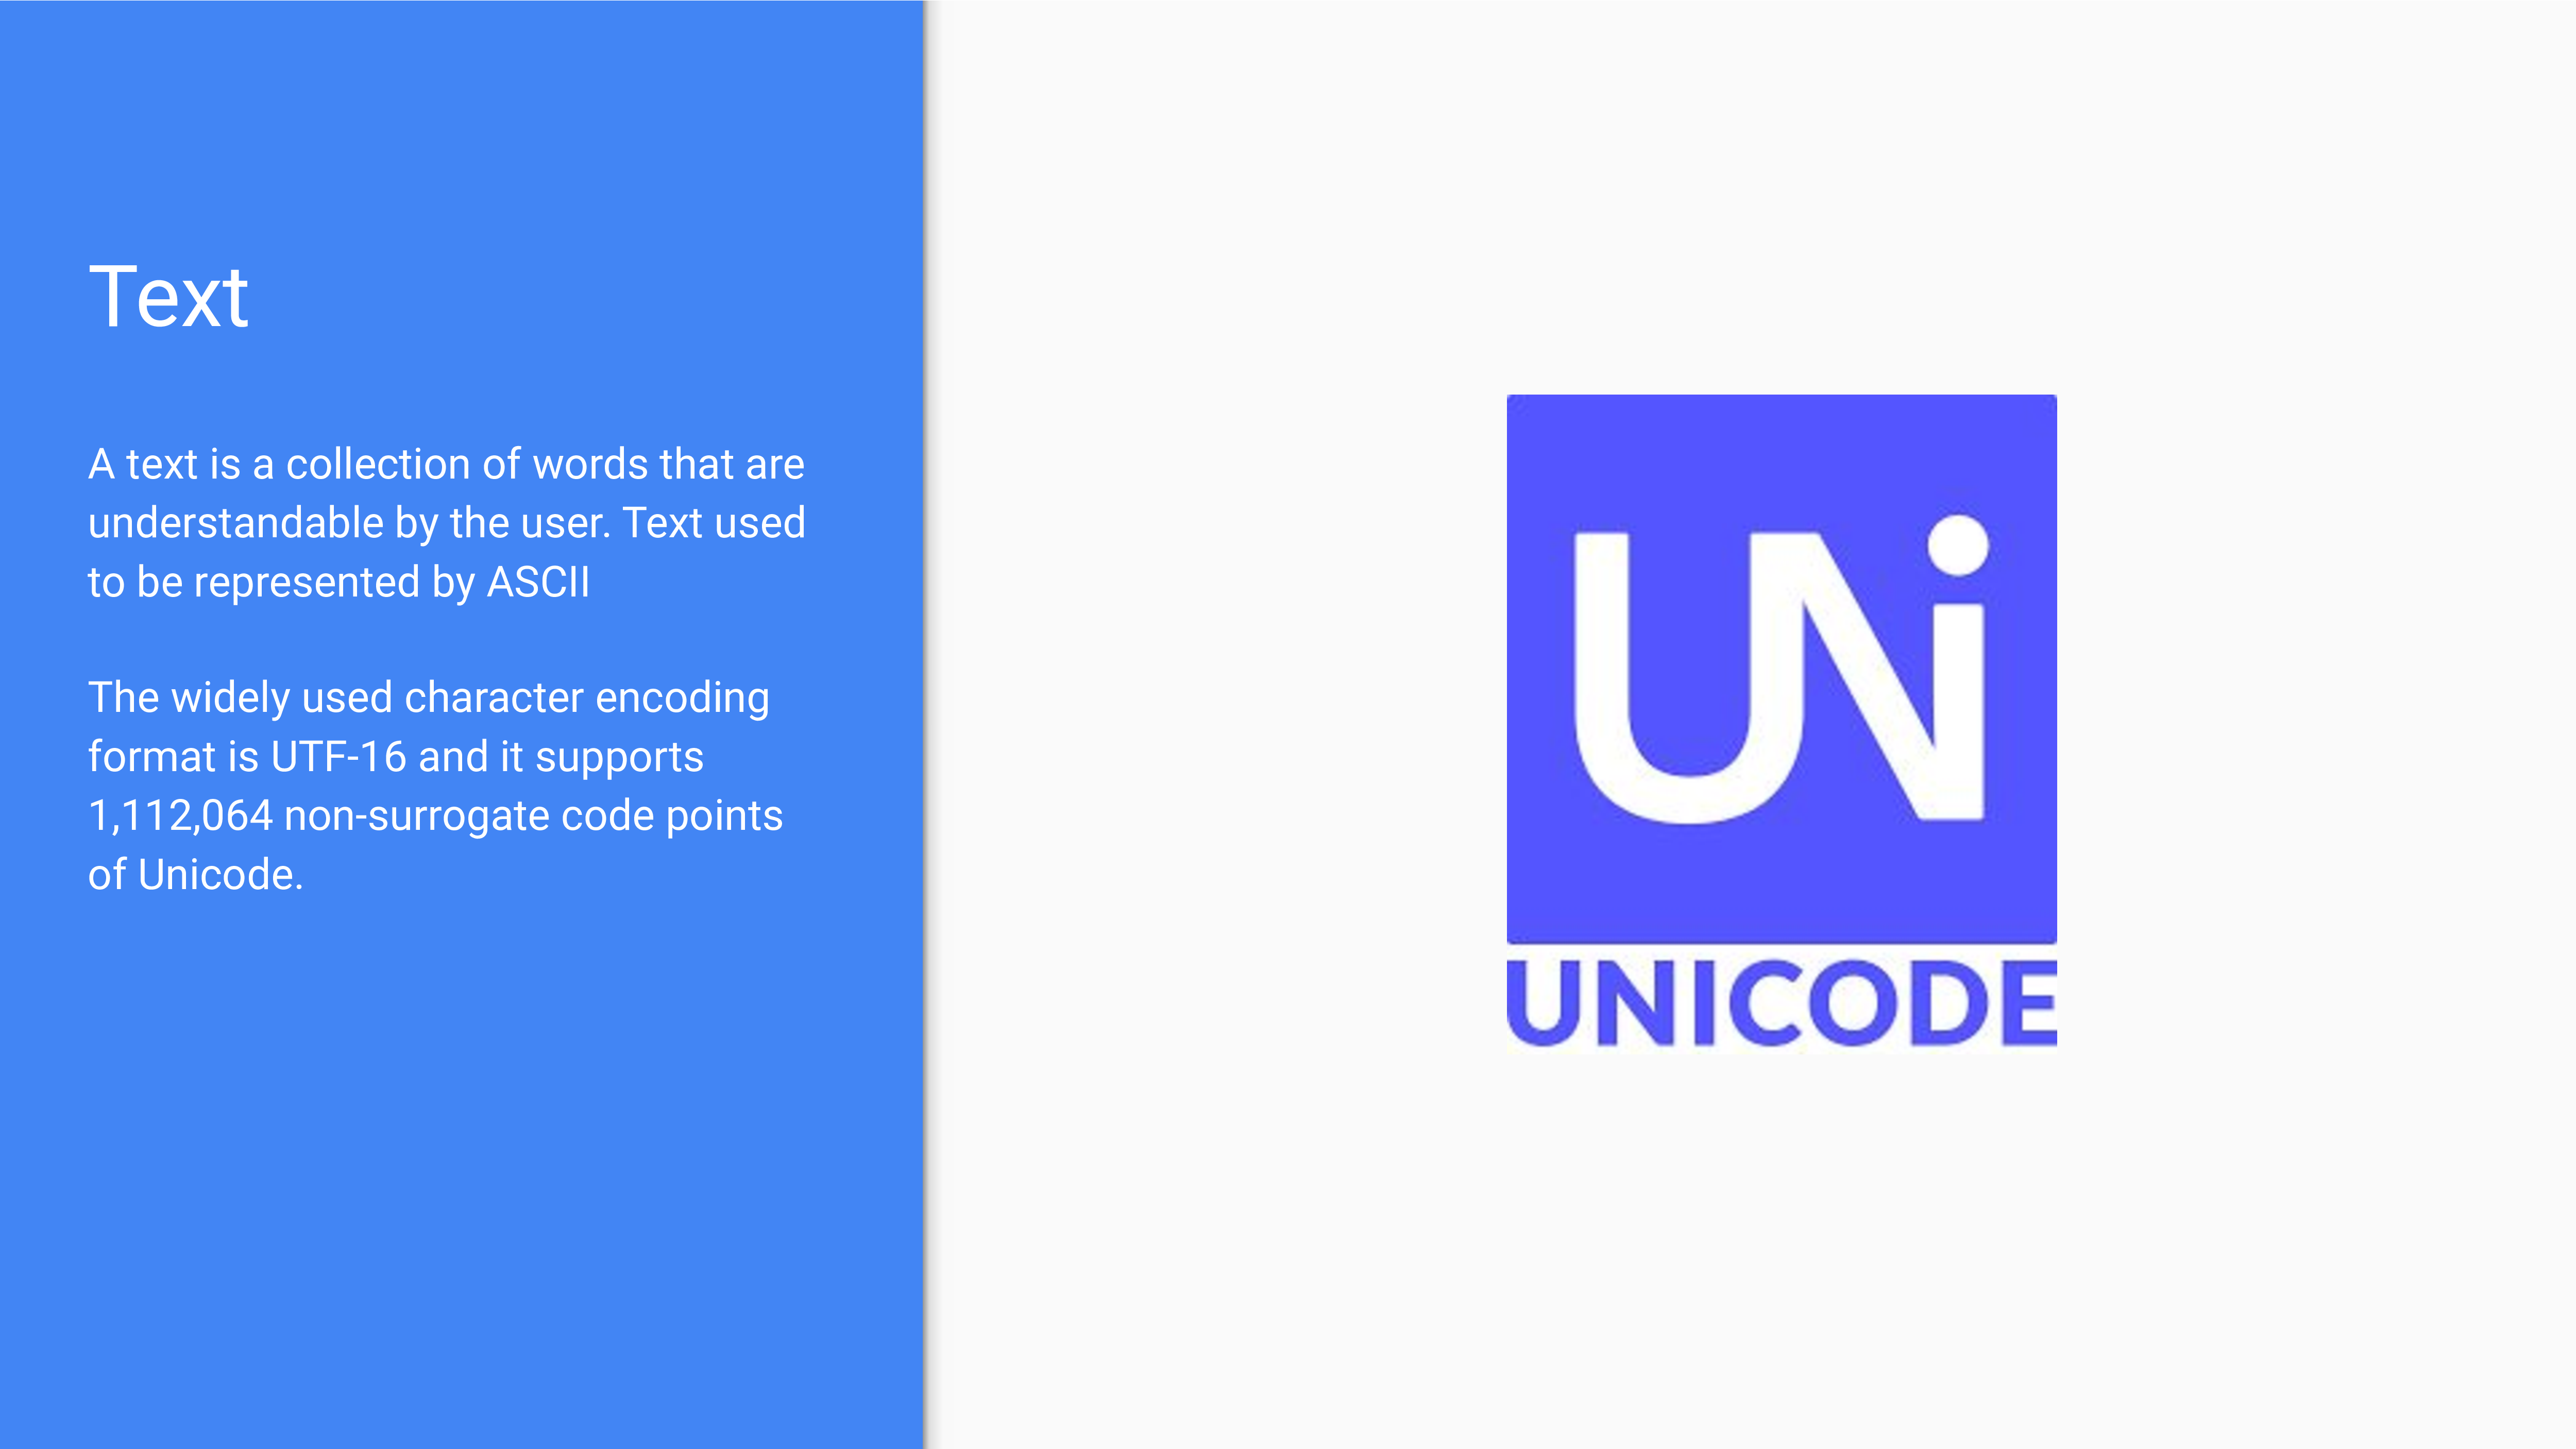 Text
A text is a collection of words that are
understandable by the user. Text used
to be represented by ASCII
The widely used character encoding
format is UTF-16 and it supports
1,112,064 non-surrogate code points
of Unicode.
UNi
UNICODE